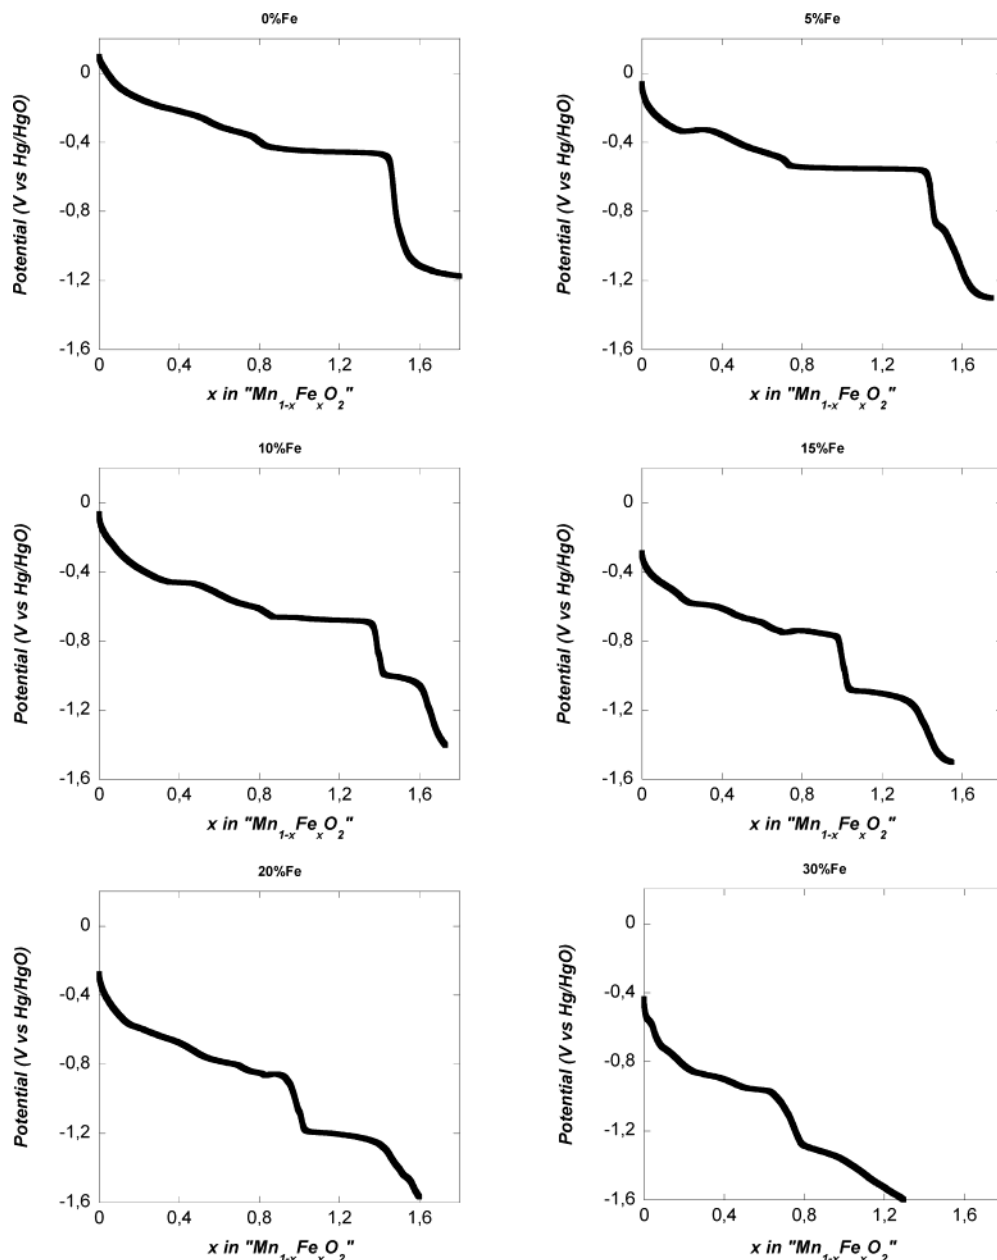 0%Fe
0
-0.4
-0,8
-1,2
-1,6
0 0,4 0,8 1,2 1,6
Potential (V vs Hg/HgO)
x in "Mn1-xFexO2"
5%Fe
0
-0.4
-0,8
-1,2
-1,6
0 0,4 0,8 1,2 1,6
Potential (V vs Hg/HgO)
x in "Mn1-xFexO2"
10%Fe
0
-0,4
-0,8
-1,2
-1,6
0 0,4 0,8 1,2 1,6
Potential (V vs Hg/HgO)
x in "Mn1-xFexO2"
15%Fe
0
-0,4
-0,8
-1,2
-1,6
0 0,4 0,8 1,2 1,6
Potential (V vs Hg/HgO)
x in "Mn1-xFexO2"
20%Fe
0
-0,4
-0,8
-1,2
-1,6
0 0,4 0,8 1,2 1,6
Potential (V vs Hg/HgO)
x in "Mn1-xFexO2"
30%Fe
0
-0,4
-0,8
-1,2
-1,6
0 0,4 0,8 1,2 1,6
Potential (V vs Hg/HgO)
x in "Mn1-xFexO2"